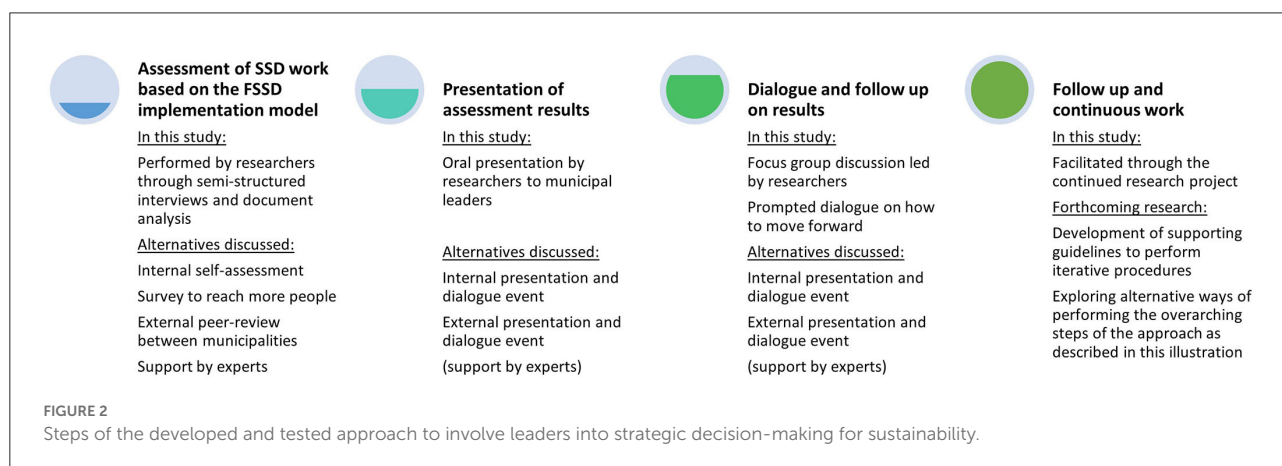 Assessment of SSD work
based on the FSSD
implementation model
In this study:
Performed by researchers
through semi-structured
interviews and document
analysis
Alternatives discussed:
Internal self-assessment
Survey to reach more people
External peer-review
between municipalities
Support by experts
Presentation of
assessment results
In this study:
Oral presentation by
researchers to municipal
leaders
Alternatives discussed:
Internal presentation and
dialogue event
External presentation and
dialogue event
(support by experts)
Dialogue and follow up
on results
In this study:
Focus group discussion led
by researchers
Prompted dialogue on how
to move forward
Alternatives discussed:
Internal presentation and
dialogue event
External presentation and
dialogue event
(support by experts)
Follow up and
continuous work
In this study:
Facilitated through the
continued research project
Forthcoming research:
Development of supporting
guidelines to perform
iterative procedures
Exploring alternative ways of
performing the overarching
steps of the approach as
described in this illustration
FIGURE 2
Steps of the developed and tested approach to involve leaders into strategic decision-making for sustainability.